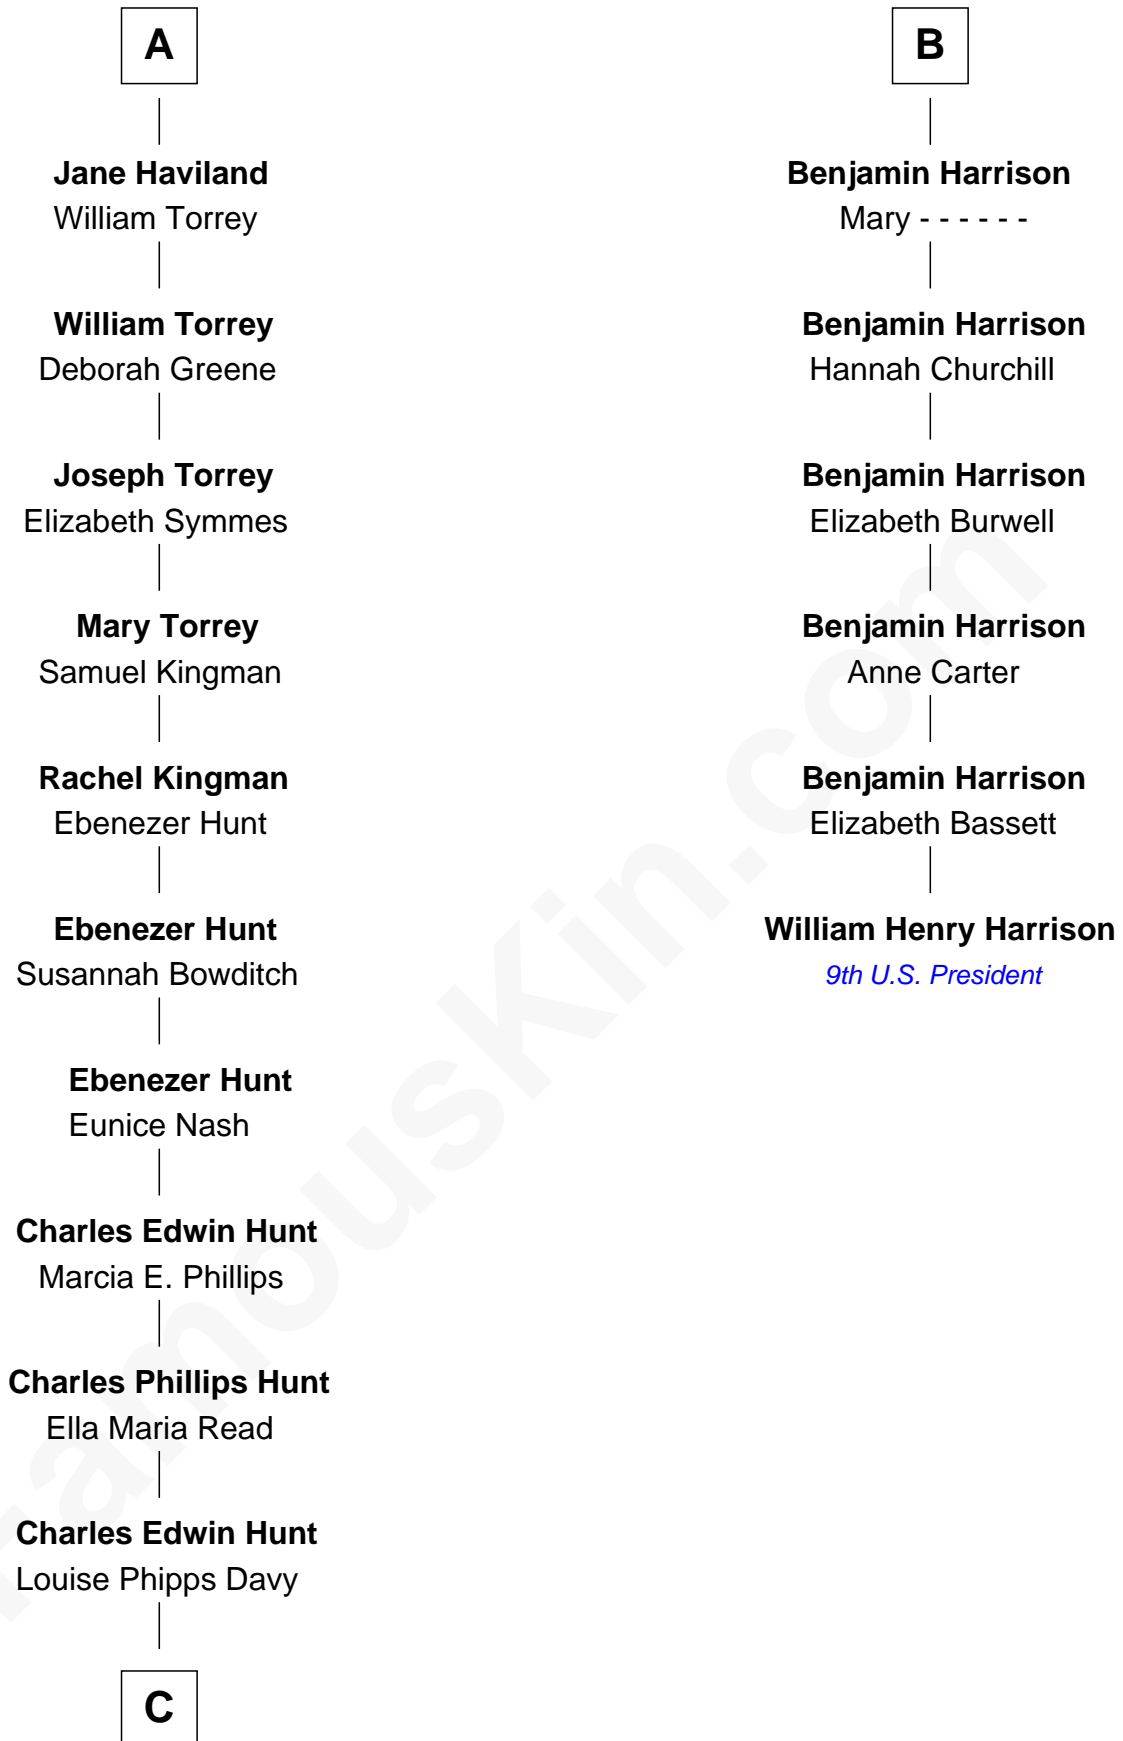 A
Jane Haviland
William Torrey
William Torrey
Deborah Greene
Joseph Torrey
Elizabeth Symmes
Mary Torrey
Samuel Kingman
Rachel Kingman
Ebenezer Hunt
Ebenezer Hunt
Susannah Bowditch
Ebenezer Hunt
Eunice Nash
Charles Edwin Hunt
Marcia E. Phillips
Charles Phillips Hunt
Ella Maria Read
Charles Edwin Hunt
Louise Phipps Davy
C
B
Benjamin Harrison
Mary - - - - - -
Benjamin Harrison
Hannah Churchill
Benjamin Harrison
Elizabeth Burwell
Benjamin Harrison
Anne Carter
Benjamin Harrison
Elizabeth Bassett
William Henry Harrison
9th U.S. President
FamousKin.com